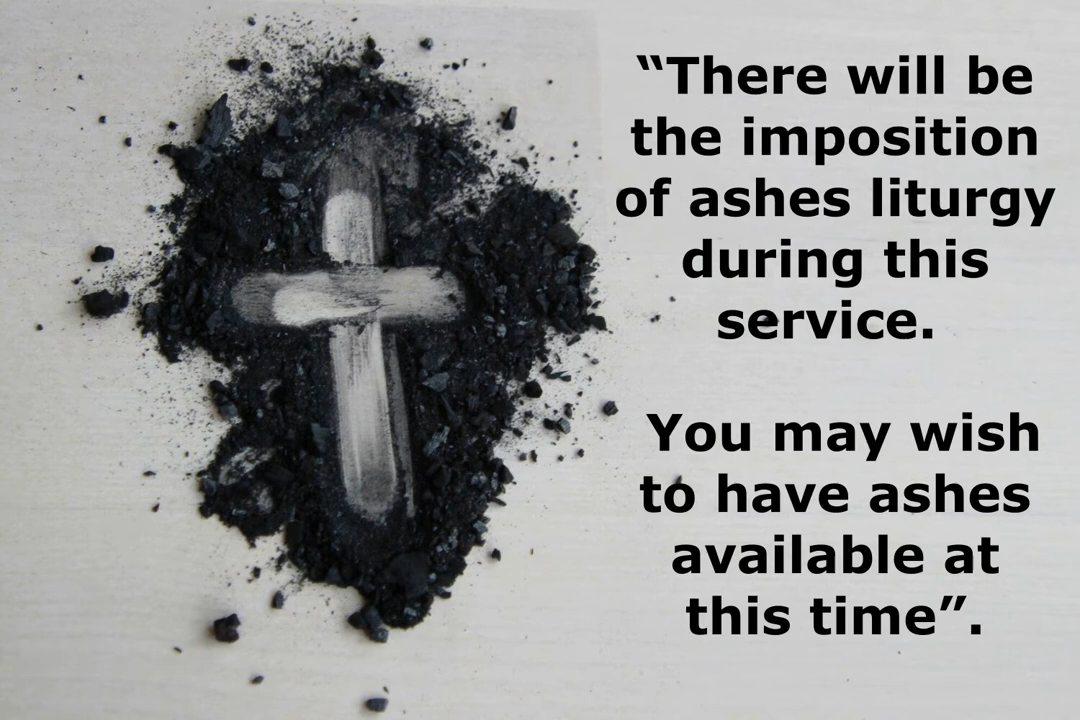 “There will be
the imposition
of ashes liturgy
during this
service.
You may wish
to have ashes
available at
this time”.